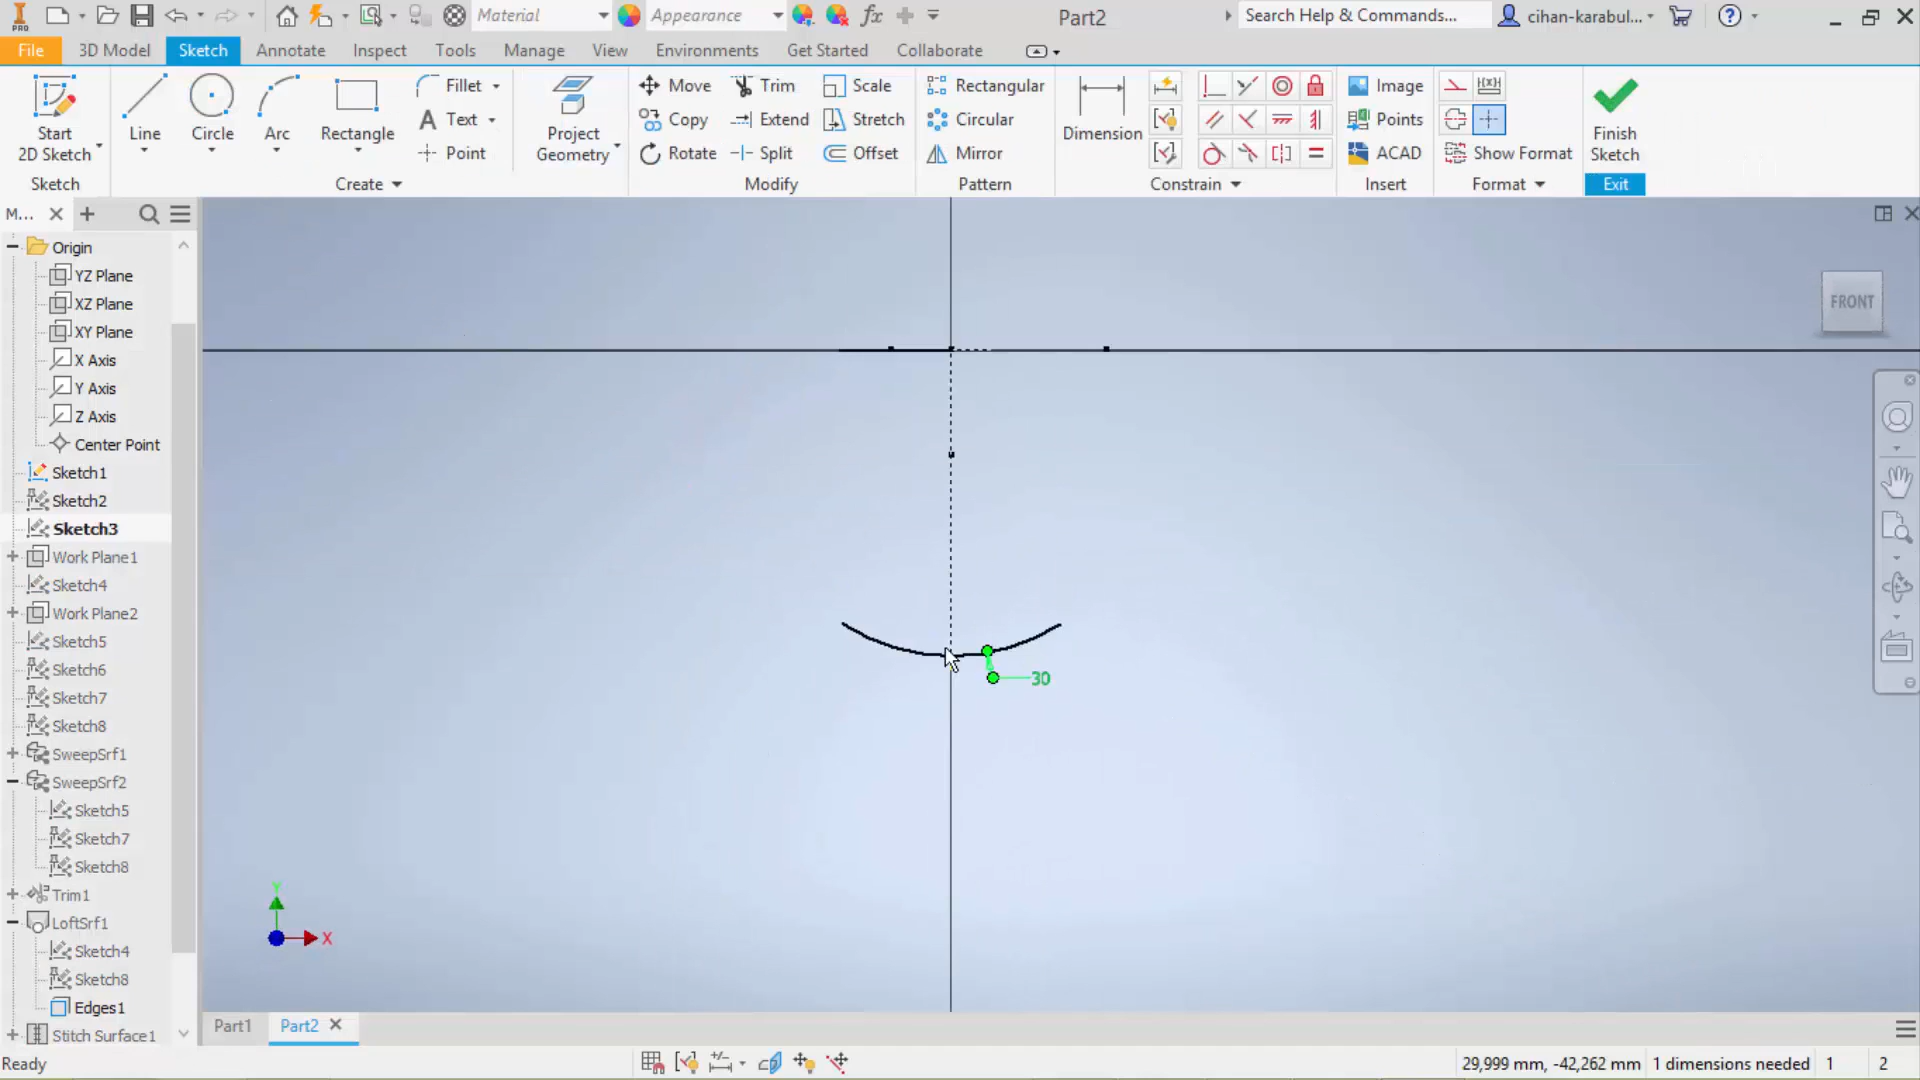 PRO
Material
Appearance
fx
Part2
Search Help & Commands...
cihan-karabul...
File
3D Model
Sketch
Annotate
Inspect
Tools
Manage
View
Environments
Get Started
Collaborate
Start
2D Sketch
Line
Circle
Arc
Rectangle
Fillet
Text
Point
Project
Geometry
Move
Copy
Rotate
Trim
Extend
Split
Scale
Stretch
Offset
Rectangular
Circular
Mirror
Dimension
Image
Points
ACAD
Show Format
Finish
Sketch
Sketch
Create
Modify
Pattern
Constrain
Insert
Format
Exit
M...
Origin
YZ Plane
XZ Plane
XY Plane
X Axis
Y Axis
Z Axis
Center Point
Sketch1
Sketch2
Sketch3
Work Plane1
Sketch4
Work Plane2
Sketch5
Sketch6
Sketch7
Sketch8
SweepSrf1
SweepSrf2
Sketch5
Sketch7
Sketch8
Trim1
LoftSrf1
Sketch4
Sketch8
Edges1
Stitch Surface1
FRONT
30
Y
X
Part1
Part2
Ready
29,999 mm, -42,262 mm
1 dimensions needed
1
2